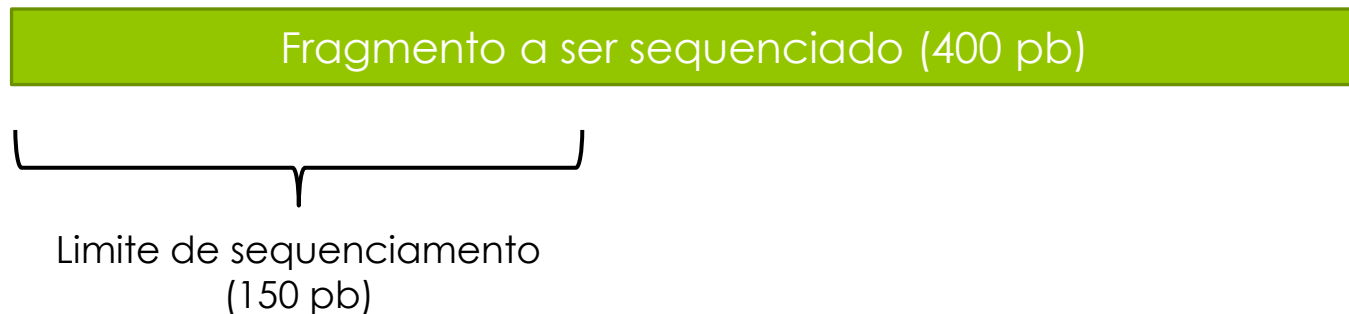 Fragmento a ser sequenciado (400 pb)
Limite de sequenciamento
(150 pb)